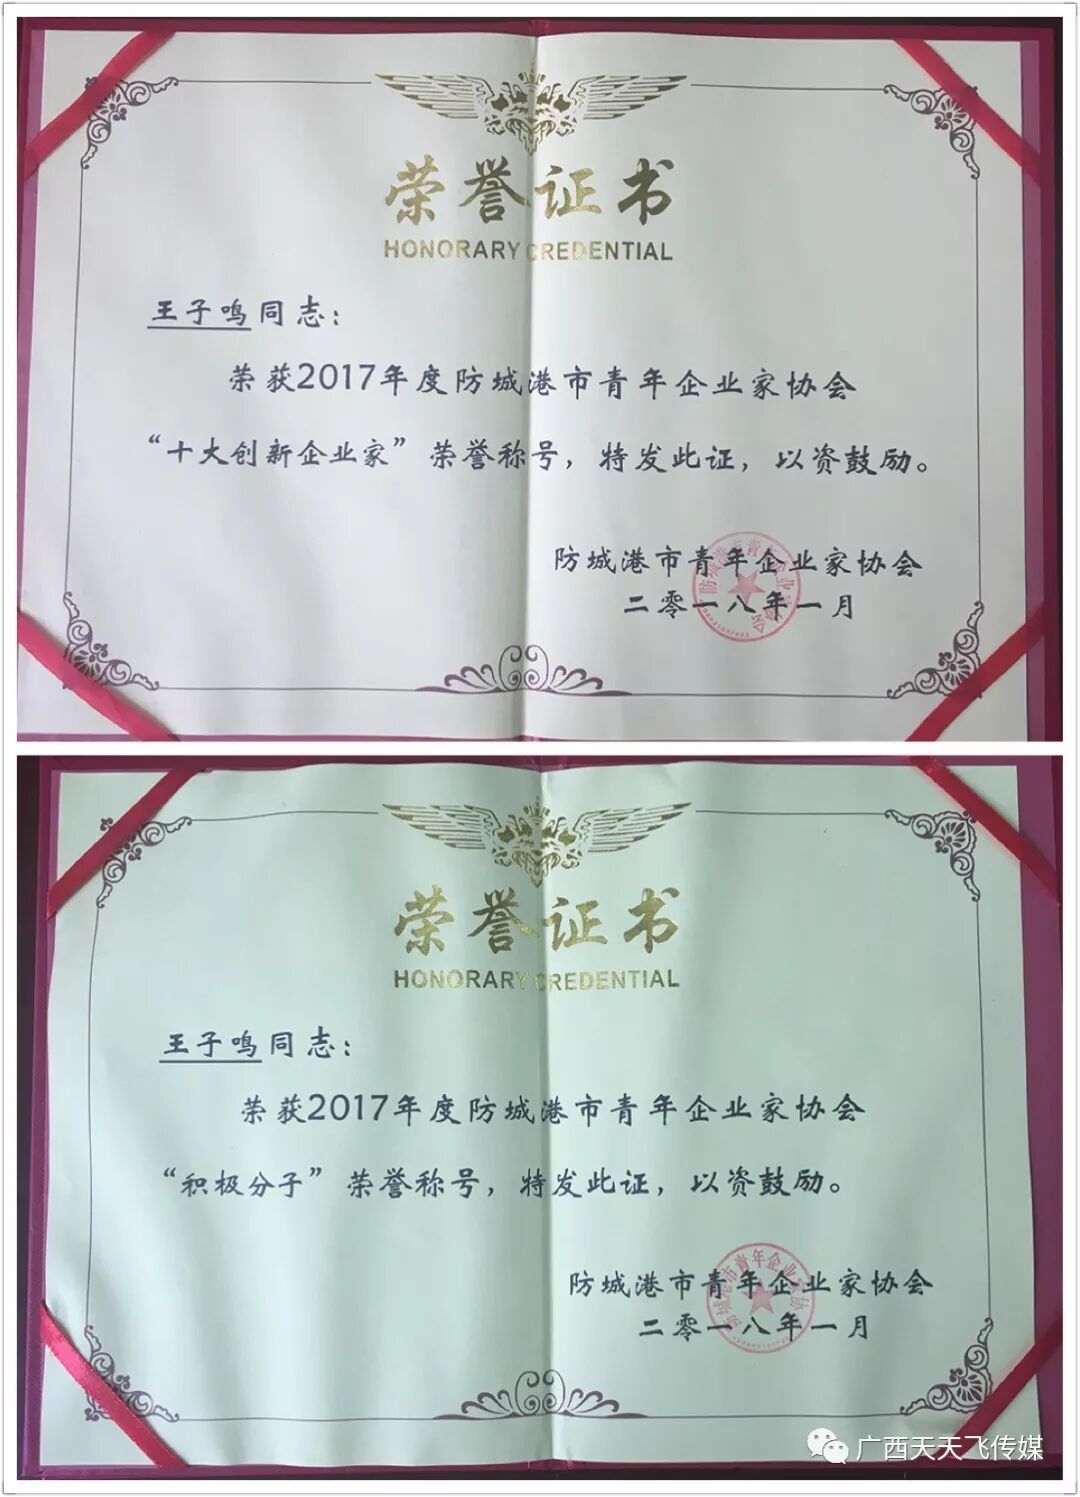 荣誉证书
HONORARY CREDENTIAL
王子鸣同志：
荣获2017年度防城港市青年企业家协会
“十大创新企业家”荣誉称号，特发此证，以资鼓励。
防城港市青年企业家协会
二零一八年一月
荣誉证书
HONORARY CREDENTIAL
王子鸣同志：
荣获2017年度防城港市青年企业家协会
“积极分子”荣誉称号，特发此证，以资鼓励。
防城港市青年企业家协会
二零一八年一月
广西天天飞传媒